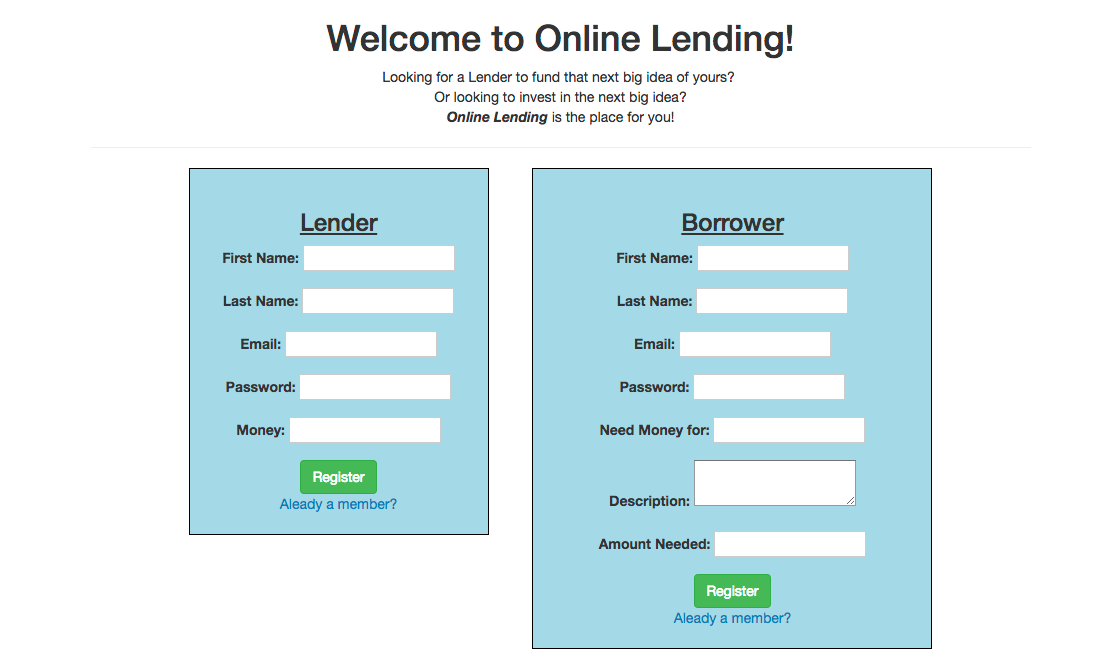 Welcome to Online Lending!
Looking for a Lender to fund that next big idea of yours?
Or looking to invest in the next big idea?
Online Lending is the place for you!
Lender
First Name:
Last Name:
Email:
Password:
Money:
Register
Aleady a member?
Borrower
First Name:
Last Name:
Email:
Password:
Need Money for:
Description:
Amount Needed:
Register
Aleady a member?